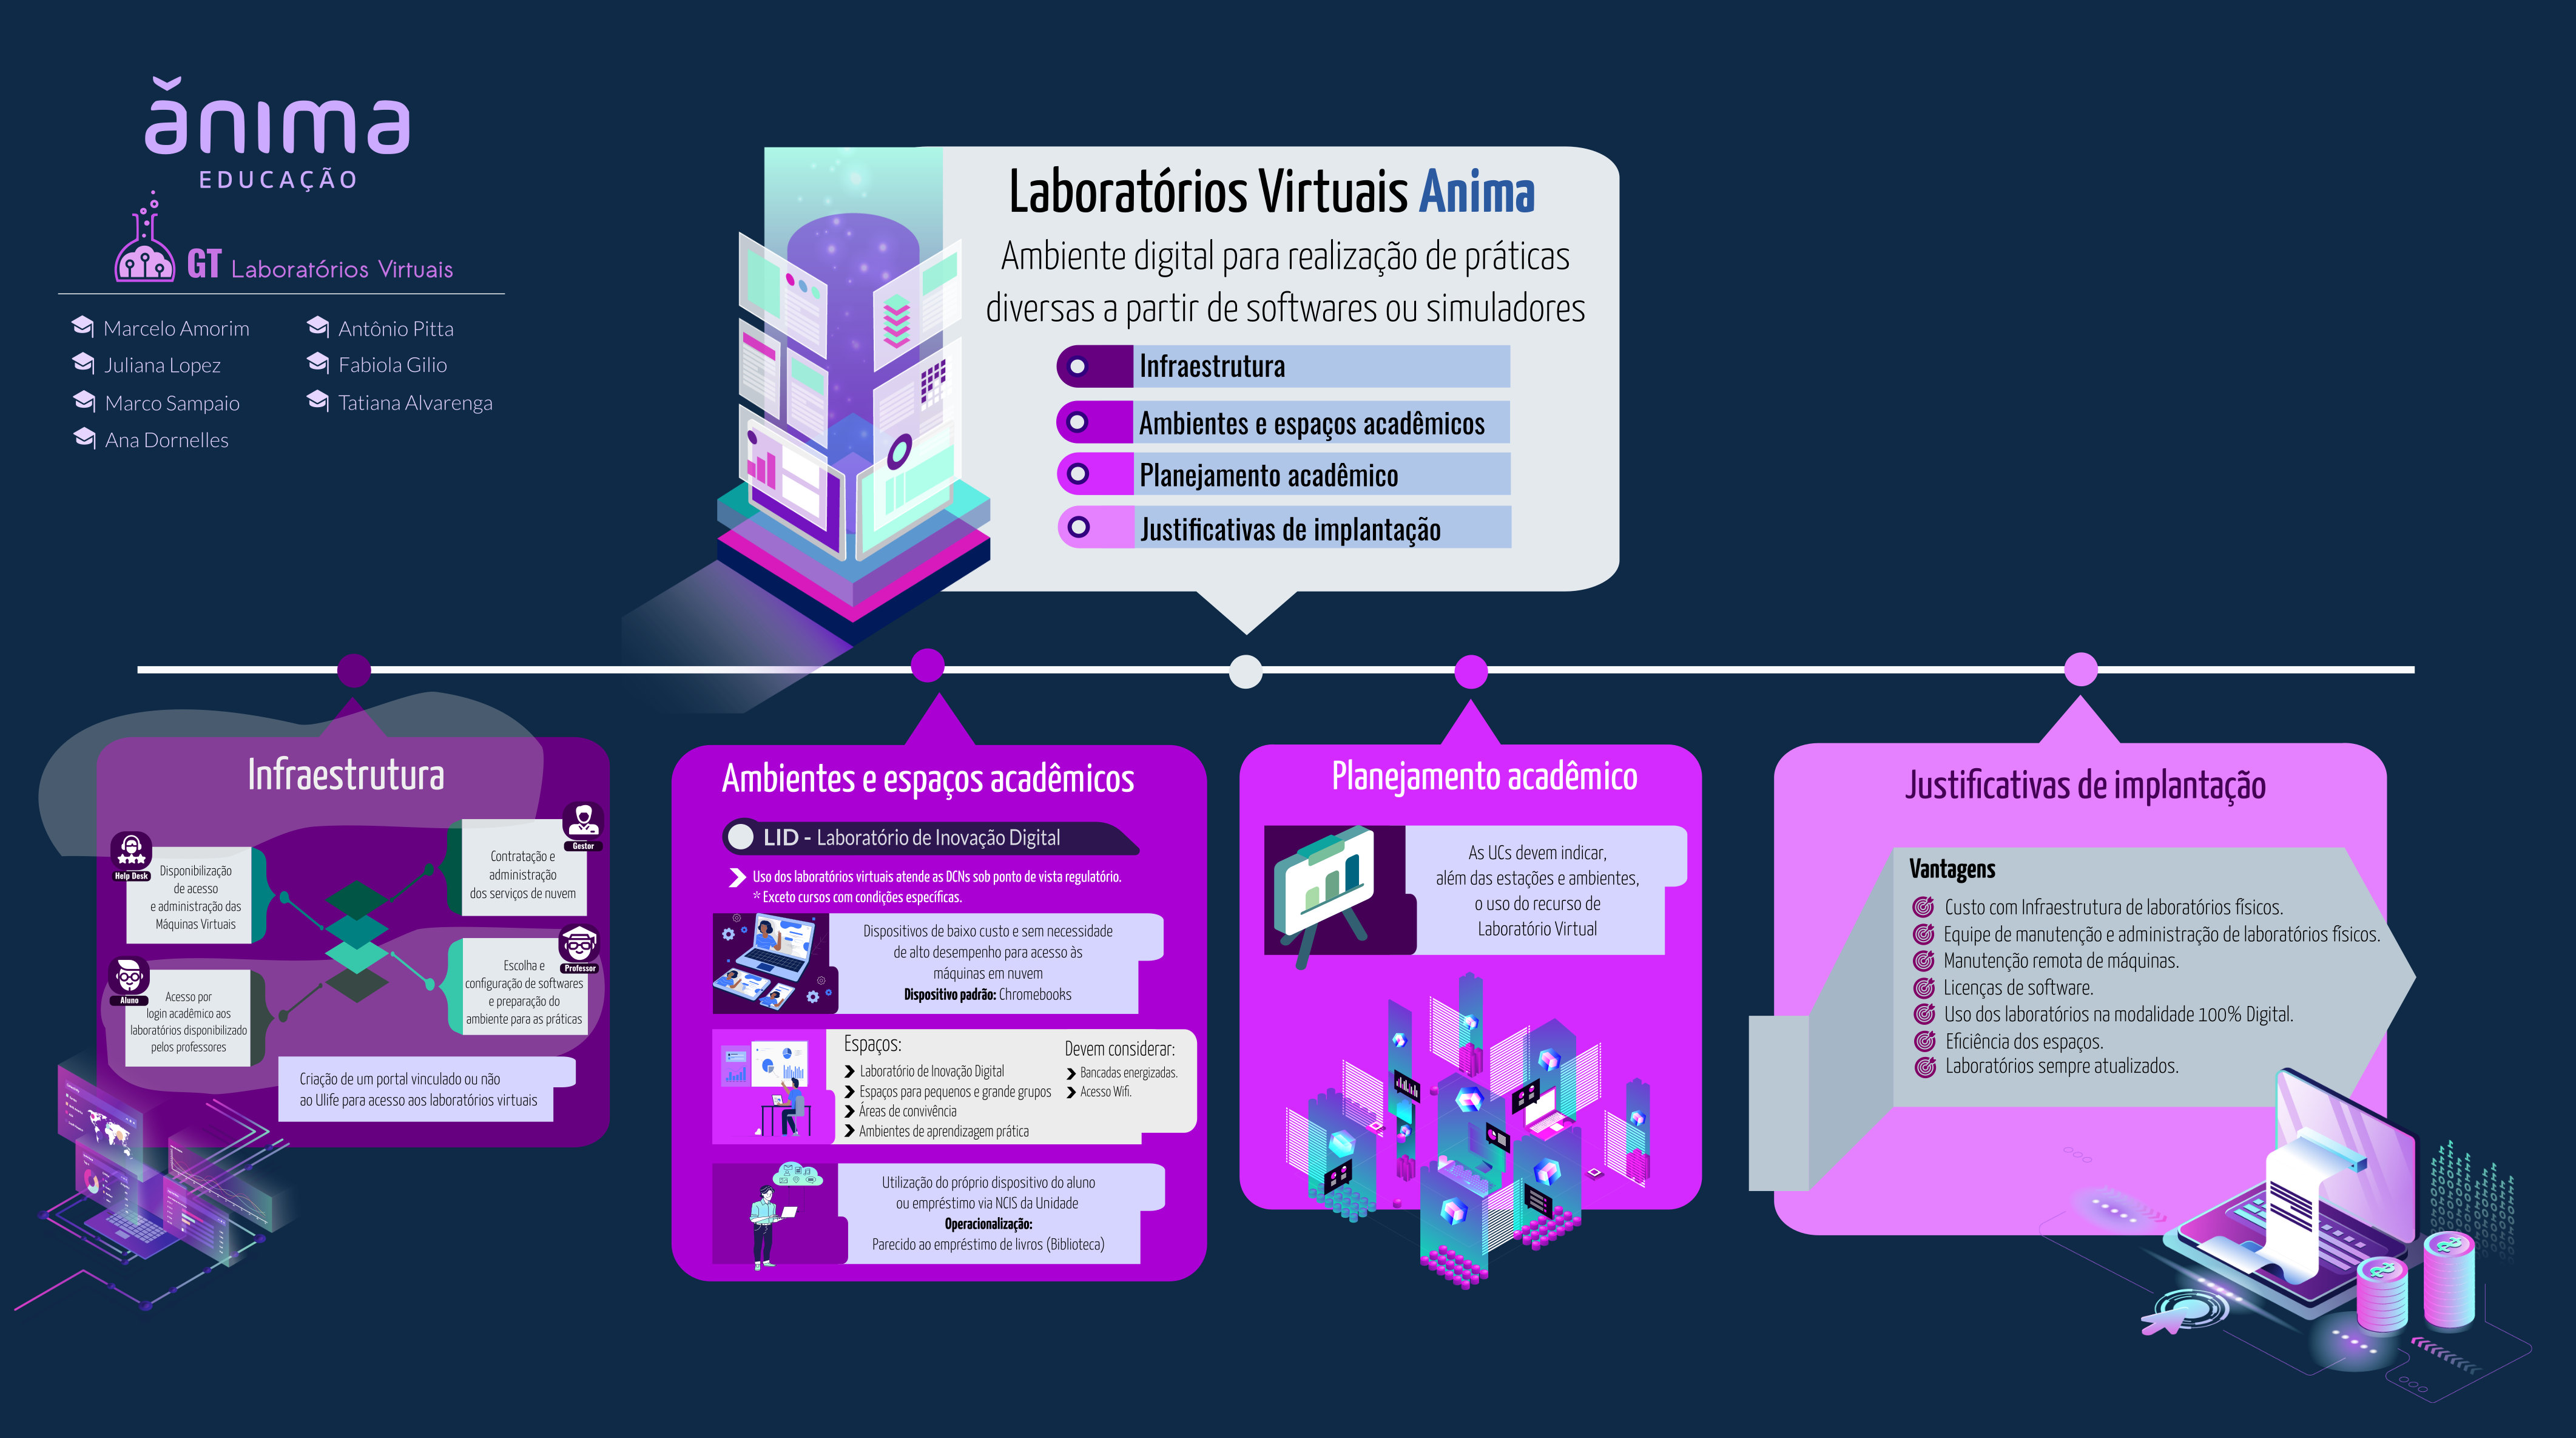 ănıma
EDUCAÇÃO
GT Laboratórios Virtuais
Marcelo Amorim
Juliana Lopez
Marco Sampaio
Ana Dornelles
Antônio Pitta
Fabiola Gilio
Tatiana Alvarenga
Laboratórios Virtuais Anima
Ambiente digital para realização de práticas
diversas a partir de softwares ou simuladores
Infraestrutura
Ambientes e espaços acadêmicos
Planejamento acadêmico
Justificativas de implantação
Infraestrutura
Help Desk
Disponibilização
de acesso
e administração das
Máquinas Virtuais
Gestor
Contratação e
administração
dos serviços de nuvem
Aluno
Acesso por
login acadêmico aos
laboratórios disponibilizado
pelos professores
Professor
Escolha e
configuração de softwares
e preparação do
ambiente para as práticas
Criação de um portal vinculado ou não
ao Ulife para acesso aos laboratórios virtuais
Ambientes e espaços acadêmicos
LID - Laboratório de Inovação Digital
Uso dos laboratórios virtuais atende as DCNs sob ponto de vista regulatório.
* Exceto cursos com condições específicas.
Dispositivos de baixo custo e sem necessidade
de alto desempenho para acesso às
máquinas em nuvem
Dispositivo padrão: Chromebooks
Espaços:
Laboratório de Inovação Digital
Espaços para pequenos e grande grupos
Áreas de convivência
Ambientes de aprendizagem prática
Devem considerar:
Bancadas energizadas.
Acesso Wifi.
Utilização do próprio dispositivo do aluno
ou empréstimo via NCIS da Unidade
Operacionalização:
Parecido ao empréstimo de livros (Biblioteca)
Planejamento acadêmico
As UCs devem indicar,
além das estações e ambientes,
o uso do recurso de
Laboratório Virtual
Justificativas de implantação
Vantagens
Custo com Infraestrutura de laboratórios físicos.
Equipe de manutenção e administração de laboratórios físicos.
Manutenção remota de máquinas.
Licenças de software.
Uso dos laboratórios na modalidade 100% Digital.
Eficiência dos espaços.
Laboratórios sempre atualizados.